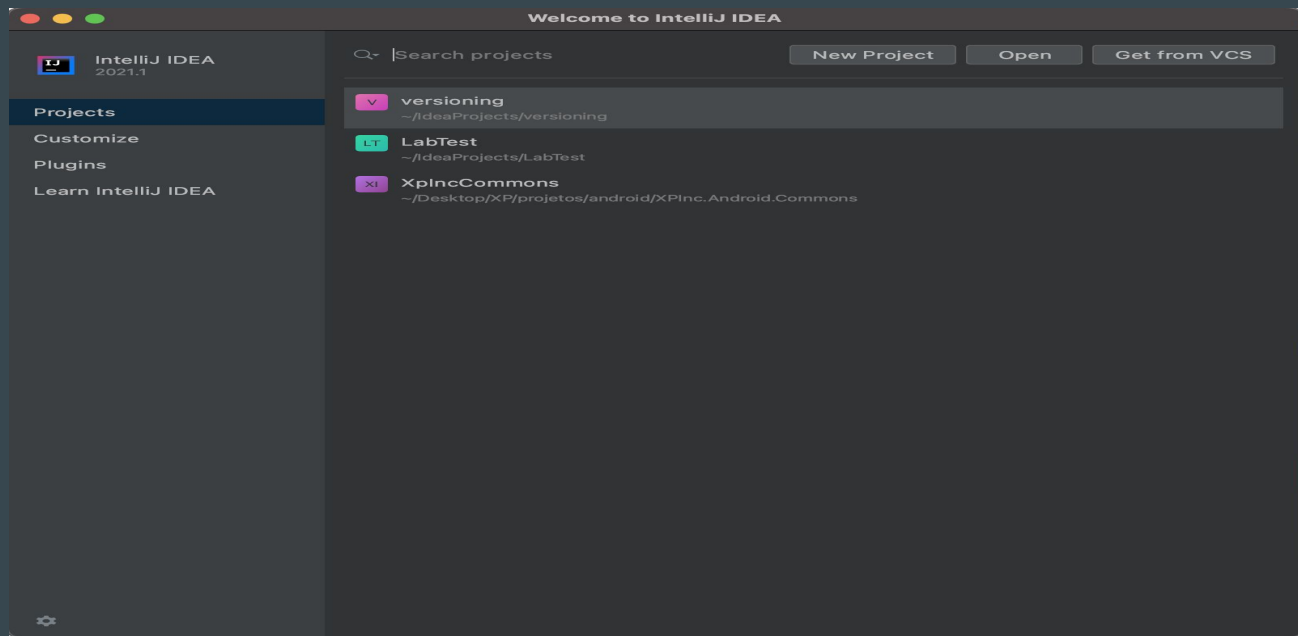 Welcome to IntelliJ IDEA
IJ
IntelliJ IDEA
2021.1
Projects
Customize
Plugins
Learn IntelliJ IDEA
Search projects
New Project
Open
Get from VCS
V
versioning
~/IdeaProjects/versioning
LT
LabTest
~/IdeaProjects/LabTest
XI
XpIncCommons
~/Desktop/XP/projetos/android/XPInc.Android.Commons